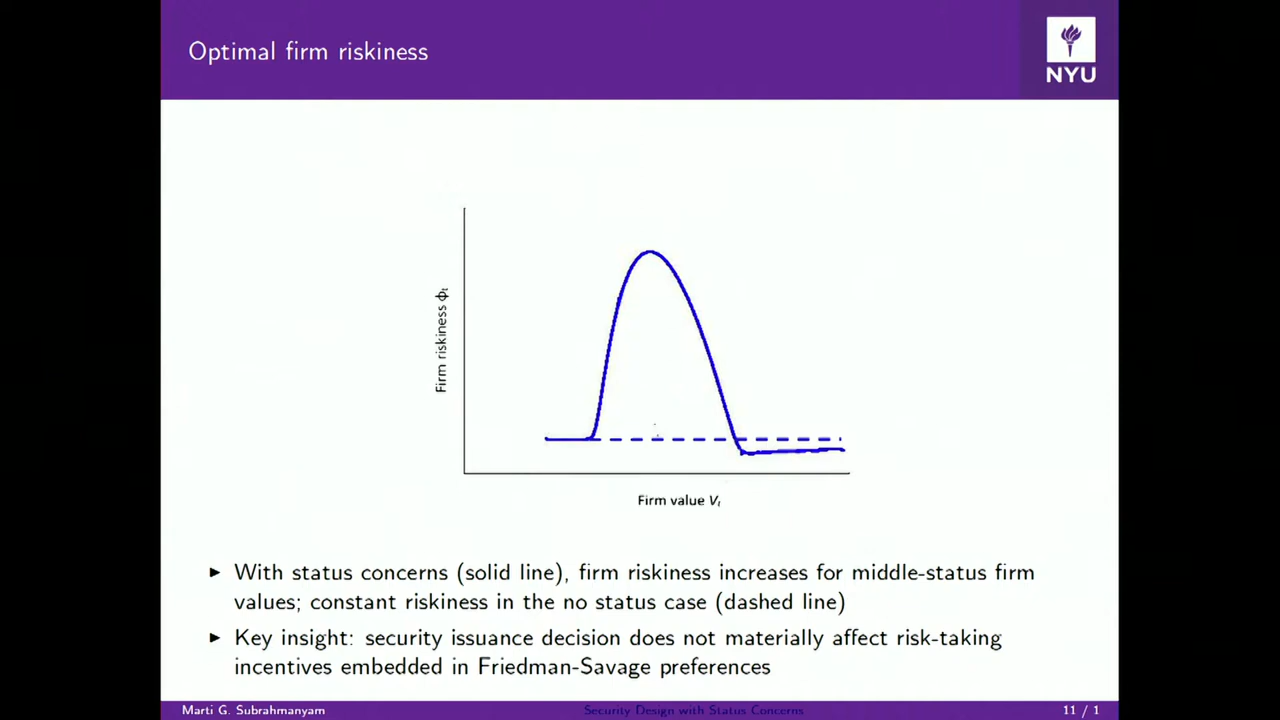 Optimal firm riskiness
NYU
Firm riskiness ϕt
Firm value Vt
▶ With status concerns (solid line), firm riskiness increases for middle-status firm
values; constant riskiness in the no status case (dashed line)
▶ Key insight: security issuance decision does not materially affect risk-taking
incentives embedded in Friedman-Savage preferences
Marti G. Subrahmanyam
Security Design with Status Concerns
11 / 1